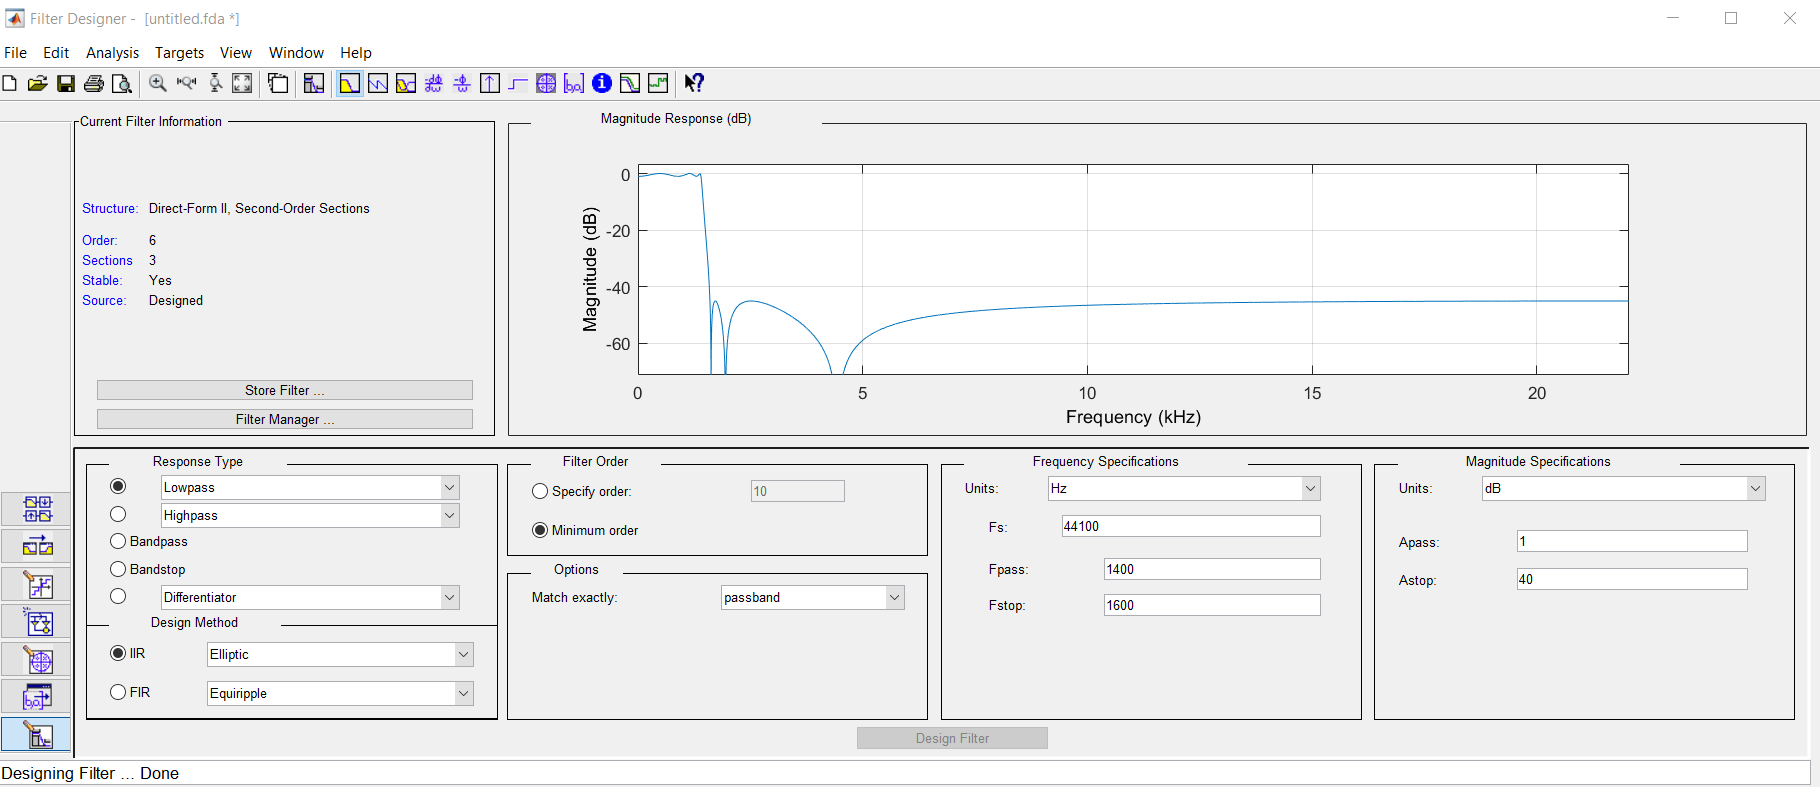 Filter Designer - [untitled.fda *]
File Edit Analysis Targets View Window Help
Current Filter Information
Structure: Direct-Form II, Second-Order Sections
Order: 6
Sections 3
Stable: Yes
Source: Designed
Store Filter ...
Filter Manager ...
Magnitude Response (dB)
0
-20
-40
-60
Magnitude (dB)
0 5 10 15 20
Frequency (kHz)
Response Type
Lowpass
Highpass
Bandpass
Bandstop
Differentiator
Design Method
IIR Elliptic
FIR Equiripple
Filter Order
Specify order: 10
Minimum order
Options
Match exactly: passband
Frequency Specifications
Units: Hz
Fs: 44100
Fpass: 1400
Fstop: 1600
Magnitude Specifications
Units: dB
Apass: 1
Astop: 40
Design Filter
Designing Filter ... Done